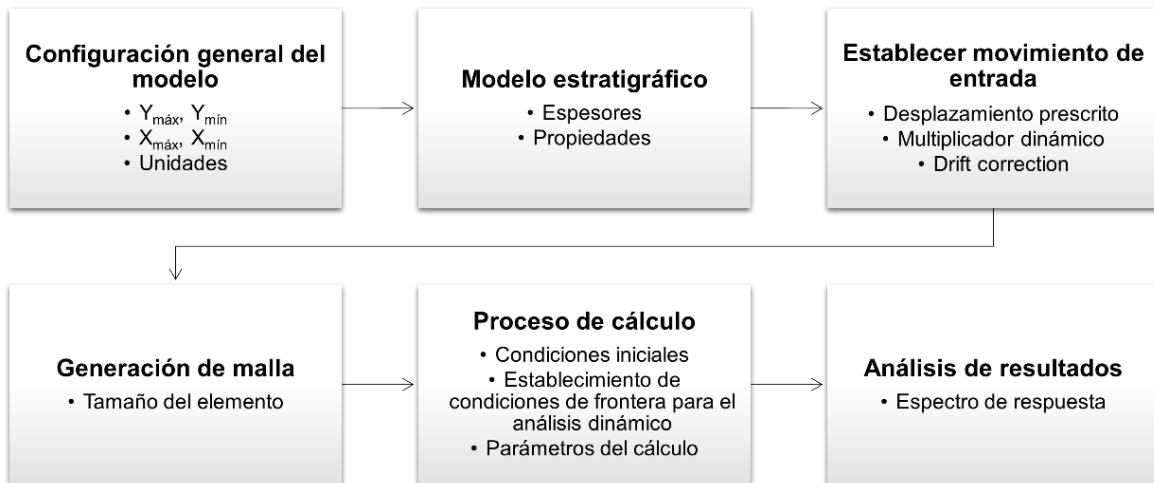 Configuración general del
modelo
• Ymáx, Ymín
• Xmáx, Xmín
• Unidades
Modelo estratigráfico
• Espesores
• Propiedades
Establecer movimiento de
entrada
• Desplazamiento prescrito
• Multiplicador dinámico
• Drift correction
Generación de malla
• Tamaño del elemento
Proceso de cálculo
• Condiciones iniciales
• Establecimiento de
condiciones de frontera para el
análisis dinámico
• Parámetros del cálculo
Análisis de resultados
• Espectro de respuesta